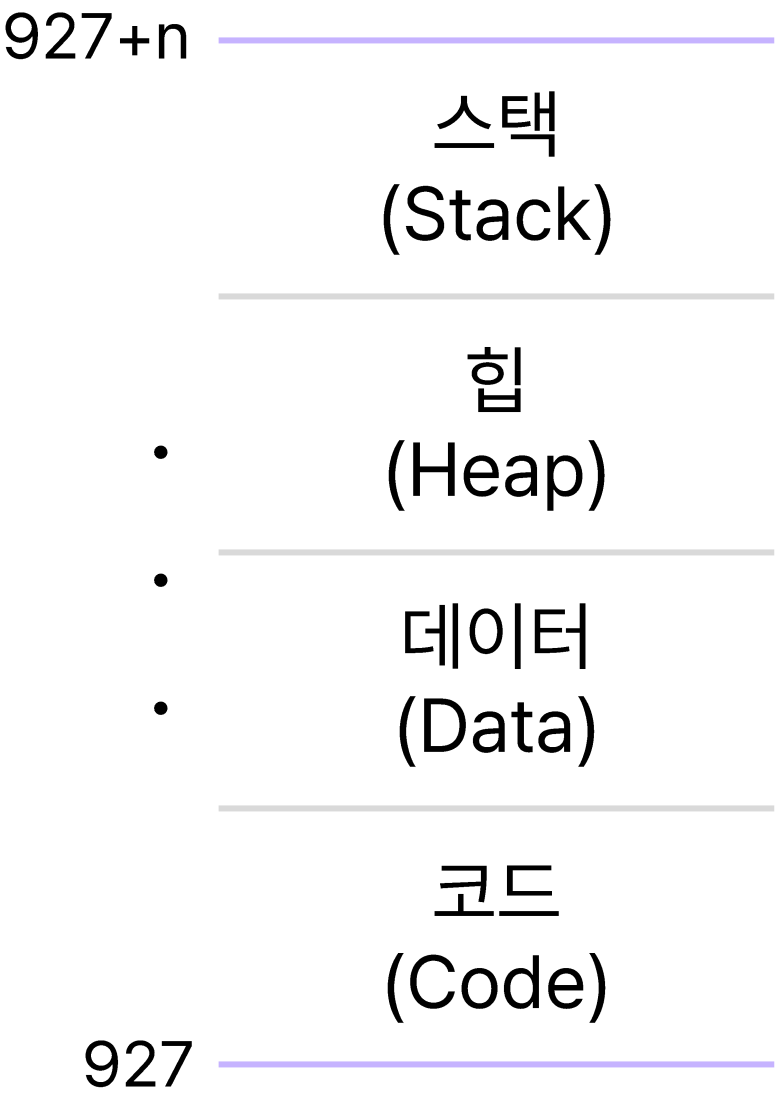 927+n
스택
(Stack)
힙
(Heap)
데이터
(Data)
코드
(Code)
927